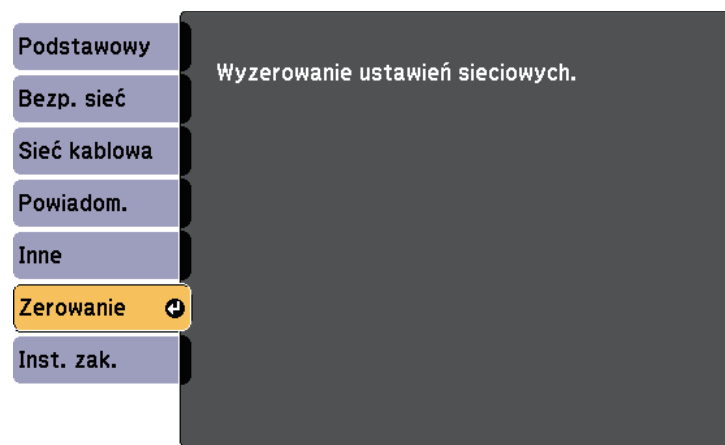 Podstawowy
Bezp. sieć
Sieć kablowa
Powiadom.
Inne
Zerowanie
Inst. zak.
Wyzerowanie ustawień sieciowych.